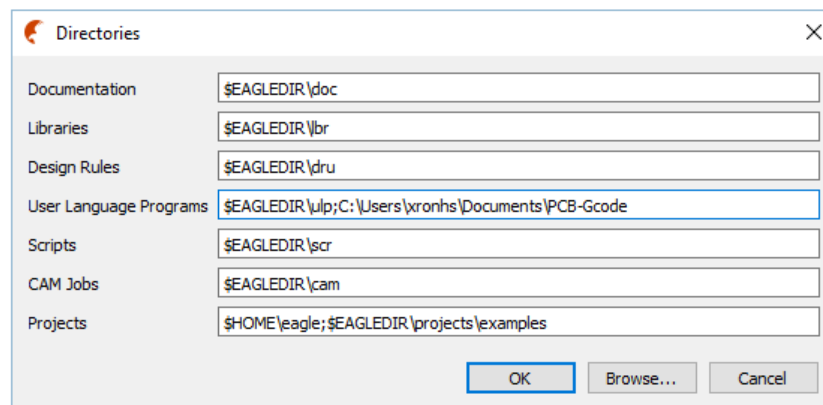 Directories
Documentation $EAGLEDIR\doc
Libraries $EAGLEDIR\lbr
Design Rules $EAGLEDIR\dru
User Language Programs $EAGLEDIR\ulp;C:\Users\xronhs\Documents\PCB-Gcode
Scripts $EAGLEDIR\scr
CAM Jobs $EAGLEDIR\cam
Projects $HOME\eagle;$EAGLEDIR\projects\examples
OK Browse... Cancel